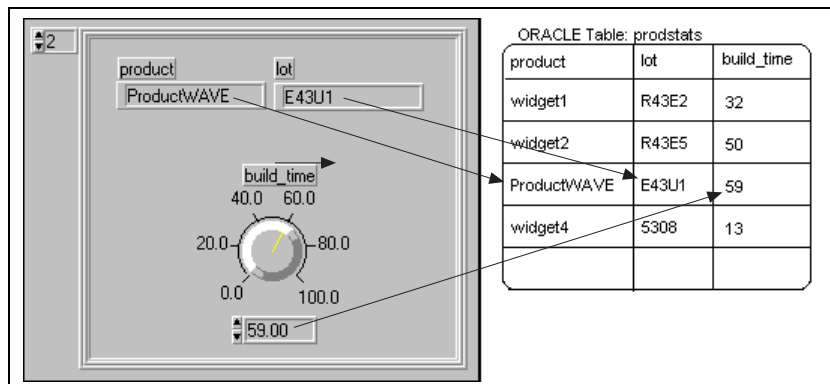 2
product
lot
ProductWAVE
E43U1
build_time
40.0 60.0
20.0 80.0
0.0 100.0
59.00
ORACLE Table: prodstats
product lot build_time
widget1 R43E2 32
widget2 R43E5 50
ProductWAVE E43U1 59
widget4 5308 13